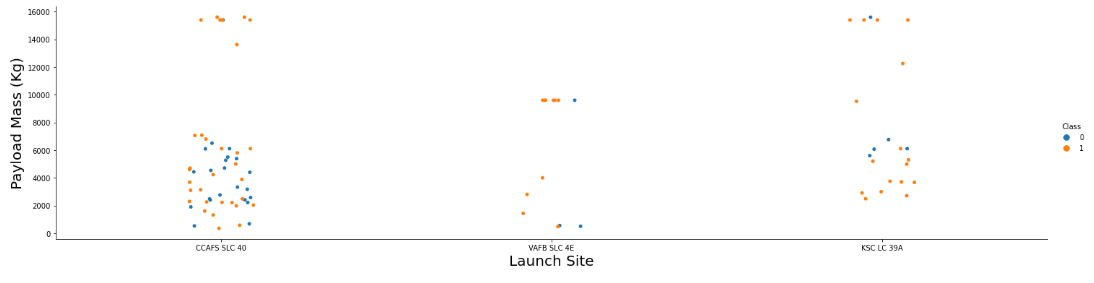 16000
14000
12000
10000
8000
6000
4000
2000
0
Payload Mass (Kg)
CCAFS SLC 40
VAFB SLC 4E
KSC LC 39A
Launch Site
Class
0
1